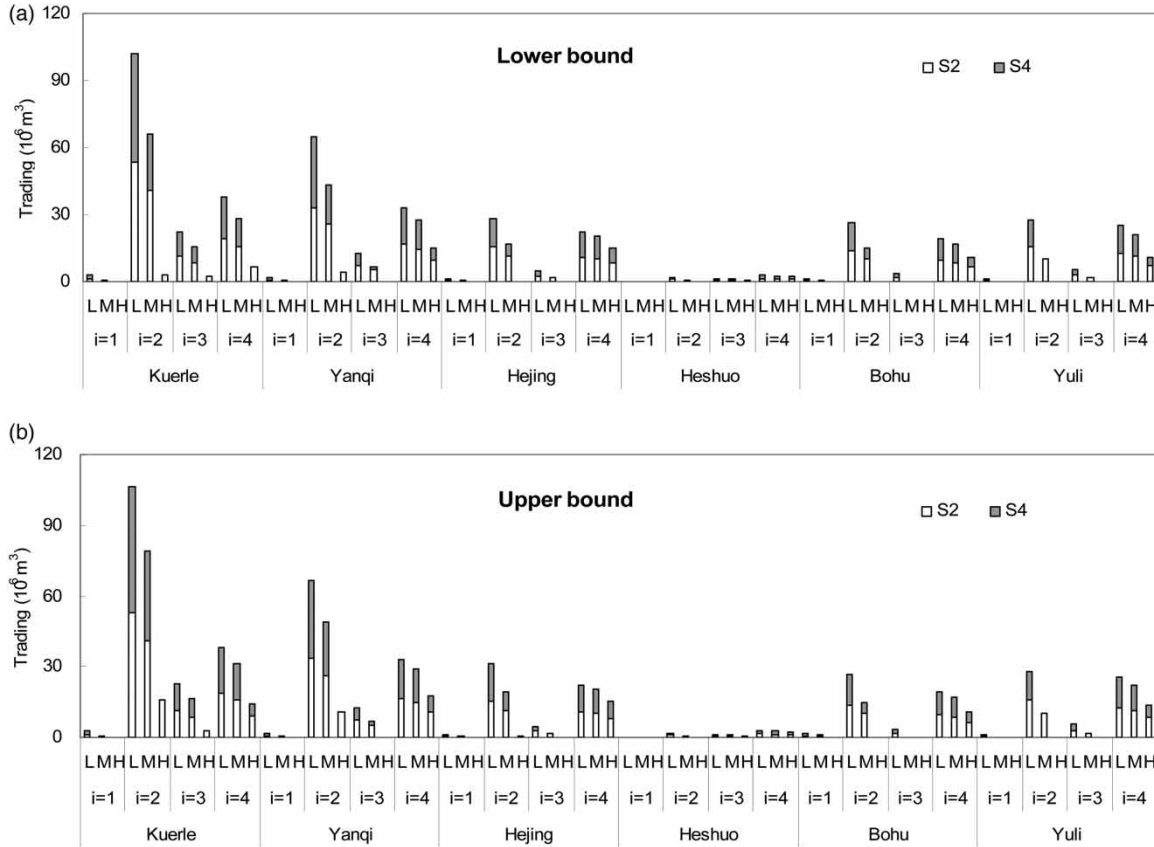 (a)
120
90
60
30
0
Trading (10⁶ m³)
Lower bound
S2 S4
L M H L M H L M H L M H L M H L M H L M H L M H L M H L M H L M H L M H L M H L M H L M H L M H L M H L M H L M H L M H L M H L M H L M H L M H
i=1 i=2 i=3 i=4 i=1 i=2 i=3 i=4 i=1 i=2 i=3 i=4 i=1 i=2 i=3 i=4 i=1 i=2 i=3 i=4 i=1 i=2 i=3 i=4
Kuerle Yanqi Hejing Heshuo Bohu Yuli
(b)
120
90
60
30
0
Trading (10⁶ m³)
Upper bound
S2 S4
L M H L M H L M H L M H L M H L M H L M H L M H L M H L M H L M H L M H L M H L M H L M H L M H L M H L M H L M H L M H L M H L M H L M H L M H
i=1 i=2 i=3 i=4 i=1 i=2 i=3 i=4 i=1 i=2 i=3 i=4 i=1 i=2 i=3 i=4 i=1 i=2 i=3 i=4 i=1 i=2 i=3 i=4
Kuerle Yanqi Hejing Heshuo Bohu Yuli